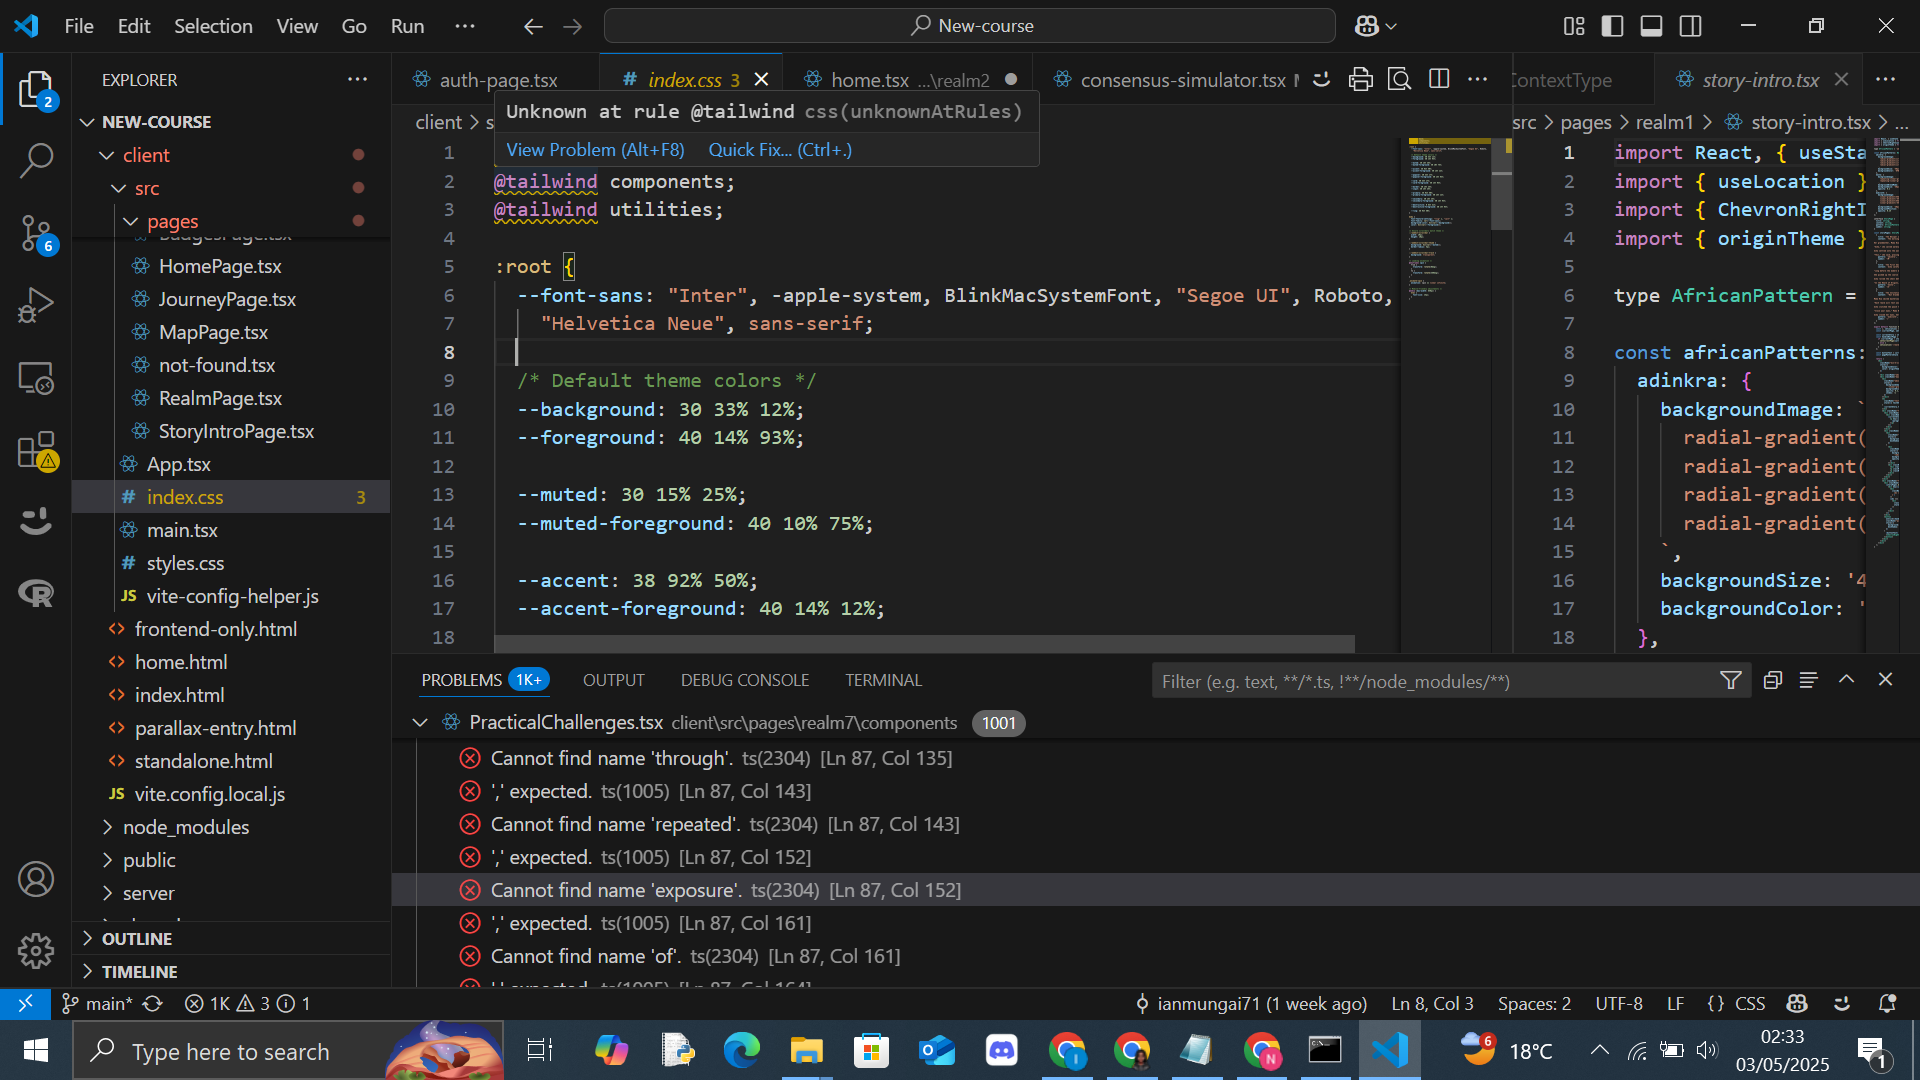 File Edit Selection View Go Run ··· New-course
EXPLORER ···
NEW-COURSE
client
src
pages
BadgesPage.tsx
HomePage.tsx
JourneyPage.tsx
MapPage.tsx
not-found.tsx
RealmPage.tsx
StoryIntroPage.tsx
App.tsx
index.css 3
main.tsx
styles.css
JS vite-config-helper.js
frontend-only.html
home.html
index.html
parallax-entry.html
standalone.html
JS vite.config.local.js
node_modules
public
server
OUTLINE
TIMELINE
2
6
auth-page.tsx
# index.css 3
home.tsx ...\realm2
consensus-simulator.tsx
ContextType
story-intro.tsx
client > s
Unknown at rule @tailwind css(unknownAtRules)
View Problem (Alt+F8) Quick Fix... (Ctrl+.)
1
2 @tailwind components;
3 @tailwind utilities;
4
5 :root {
6 --font-sans: "Inter", -apple-system, BlinkMacSystemFont, "Segoe UI", Roboto,
7 "Helvetica Neue", sans-serif;
8
9 /* Default theme colors */
10 --background: 30 33% 12%;
11 --foreground: 40 14% 93%;
12
13 --muted: 30 15% 25%;
14 --muted-foreground: 40 10% 75%;
15
16 --accent: 38 92% 50%;
17 --accent-foreground: 40 14% 12%;
18
src > pages > realm1 > story-intro.tsx > ...
1 import React, { useSta
2 import { useLocation }
3 import { ChevronRightI
4 import { originTheme }
5
6 type AfricanPattern =
7
8 const africanPatterns:
9 adinkra: {
10 backgroundImage: `
11 radial-gradient(
12 radial-gradient(
13 radial-gradient(
14 radial-gradient(
15 `,
16 backgroundSize: '4
17 backgroundColor: '
18 },
PROBLEMS 1K+ OUTPUT DEBUG CONSOLE TERMINAL
Filter (e.g. text, **/*.ts, !**/node_modules/**)
PracticalChallenges.tsx client\src\pages\realm7\components 1001
Cannot find name 'through'. ts(2304) [Ln 87, Col 135]
',' expected. ts(1005) [Ln 87, Col 143]
Cannot find name 'repeated'. ts(2304) [Ln 87, Col 143]
',' expected. ts(1005) [Ln 87, Col 152]
Cannot find name 'exposure'. ts(2304) [Ln 87, Col 152]
',' expected. ts(1005) [Ln 87, Col 161]
Cannot find name 'of'. ts(2304) [Ln 87, Col 161]
',' expected. ts(1005) [Ln 87, Col 164]
main* 1K 3 1 ianmungai71 (1 week ago) Ln 8, Col 3 Spaces: 2 UTF-8 LF {} CSS
Type here to search
6 18°C
02:33
03/05/2025
1